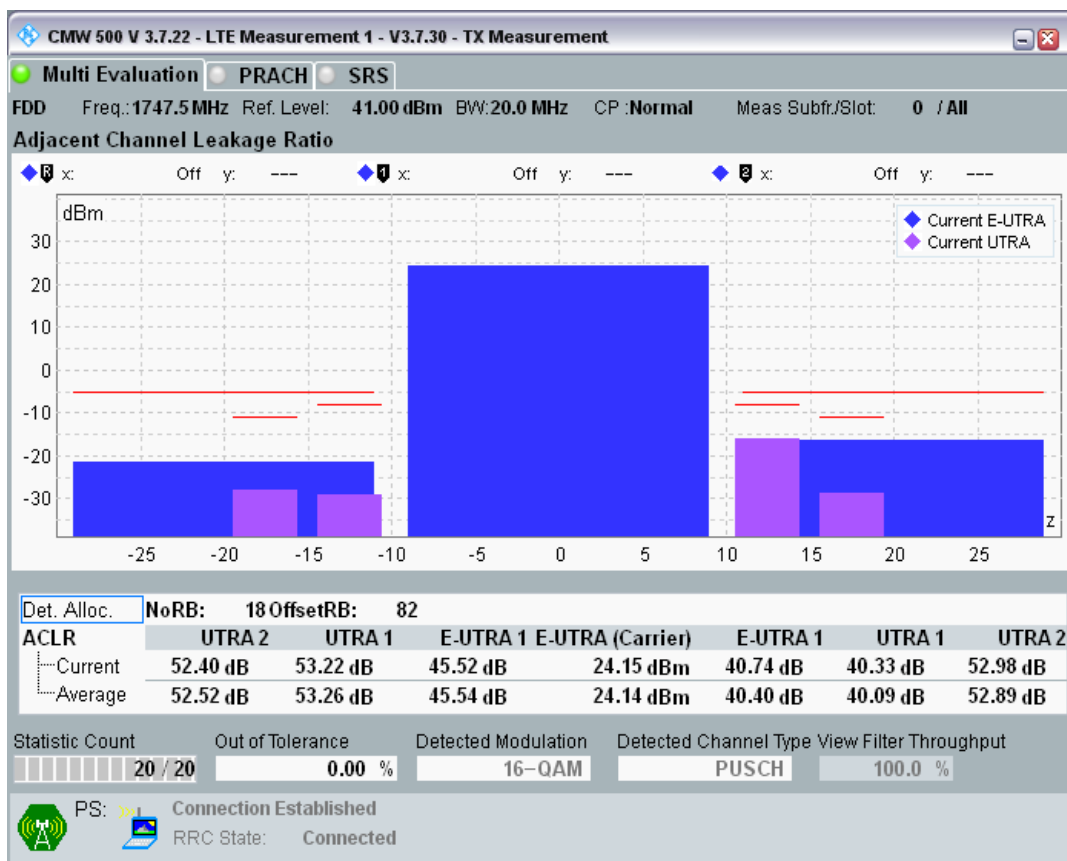 CMW 500 V 3.7.22 - LTE Measurement 1 - V3.7.30 - TX Measurement
Multi Evaluation PRACH SRS
FDD Freq.: 1747.5 MHz Ref. Level: 41.00 dBm BW: 20.0 MHz CP : Normal Meas Subfr./Slot: 0 / All
Adjacent Channel Leakage Ratio
R x: Off y: --- 1 x: Off y: --- 2 x: Off y: ---
dBm
Current E-UTRA
Current UTRA
30
20
10
0
-10
-20
-30
z
-25 -20 -15 -10 -5 0 5 10 15 20 25
Det. Alloc. NoRB: 18 OffsetRB: 82
ACLR UTRA 2 UTRA 1 E-UTRA 1 E-UTRA (Carrier) E-UTRA 1 UTRA 1 UTRA 2
Current 52.40 dB 53.22 dB 45.52 dB 24.15 dBm 40.74 dB 40.33 dB 52.98 dB
Average 52.52 dB 53.26 dB 45.54 dB 24.14 dBm 40.40 dB 40.09 dB 52.89 dB
Statistic Count Out of Tolerance Detected Modulation Detected Channel Type View Filter Throughput
20 / 20 0.00 % 16-QAM PUSCH 100.0 %
PS: Connection Established
RRC State: Connected